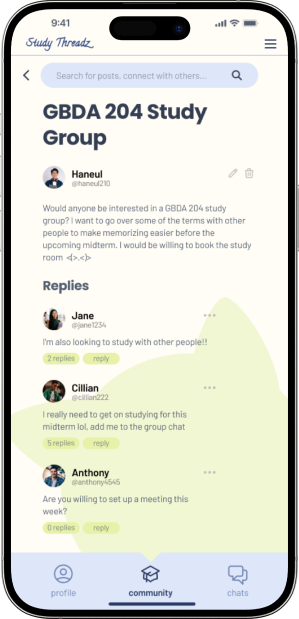 9:41
Study Threadz
Search for posts, connect with others...
GBDA 204 Study
Group
Haneul
@haneul210
Would anyone be interested in a GBDA 204 study
group? I want to go over some of the terms with other
people to make memorizing easier before the
upcoming midterm. I would be willing to book the study
room <|>.<|>
Replies
Jane
@jane1234
I'm also looking to study with other people!!
2 replies reply
Cillian
@cillian222
I really need to get on studying for this
midterm lol, add me to the group chat
5 replies reply
Anthony
@anthony4545
Are you willing to set up a meeting this
week?
0 replies reply
profile community chats